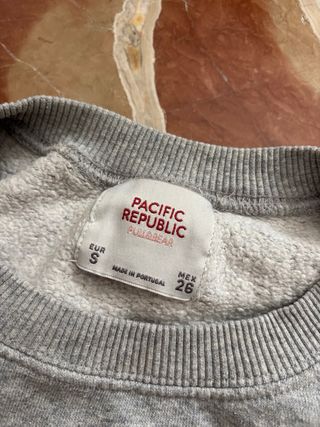 PACIFIC
REPUBLIC
PULL&BEAR
EUR
S
MADE IN PORTUGAL
MEX
26